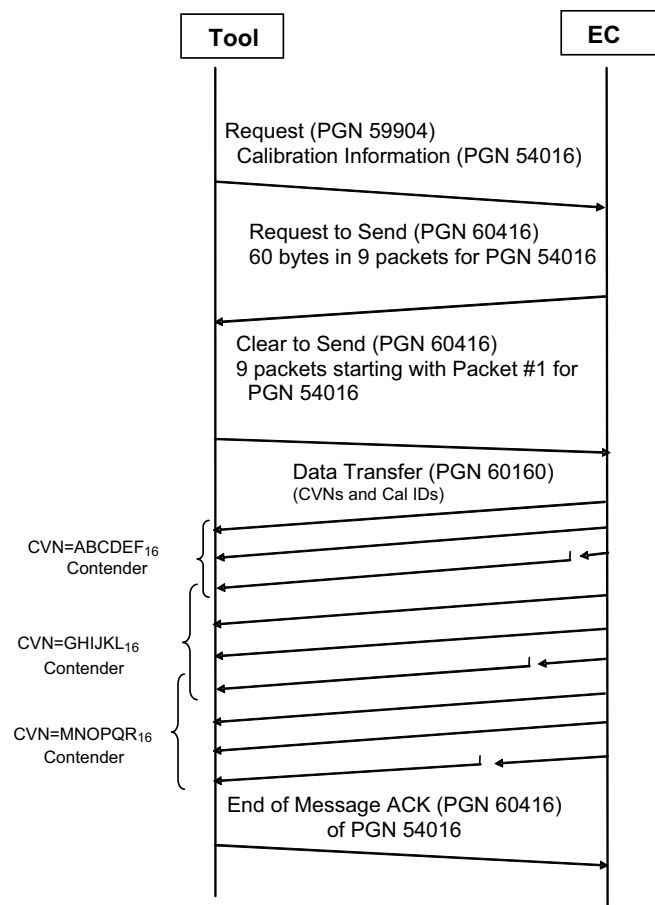 Tool
EC
Request (PGN 59904)
Calibration Information (PGN 54016)
Request to Send (PGN 60416)
60 bytes in 9 packets for PGN 54016
Clear to Send (PGN 60416)
9 packets starting with Packet #1 for
PGN 54016
Data Transfer (PGN 60160)
(CVNs and Cal IDs)
CVN=ABCDEF16
Contender
CVN=GHIJKL16
Contender
CVN=MNOPQR16
Contender
End of Message ACK (PGN 60416)
of PGN 54016